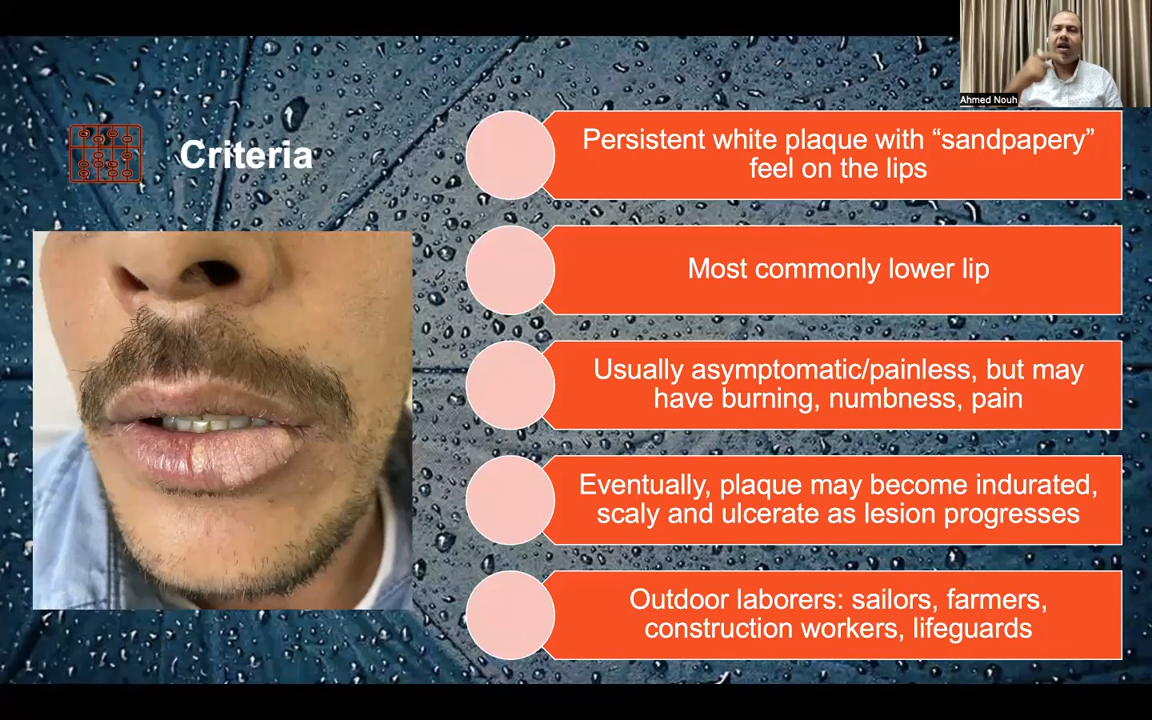 Ahmed Nouh
Criteria
Persistent white plaque with “sandpapery”
feel on the lips
Most commonly lower lip
Usually asymptomatic/painless, but may
have burning, numbness, pain
Eventually, plaque may become indurated,
scaly and ulcerate as lesion progresses
Outdoor laborers: sailors, farmers,
construction workers, lifeguards